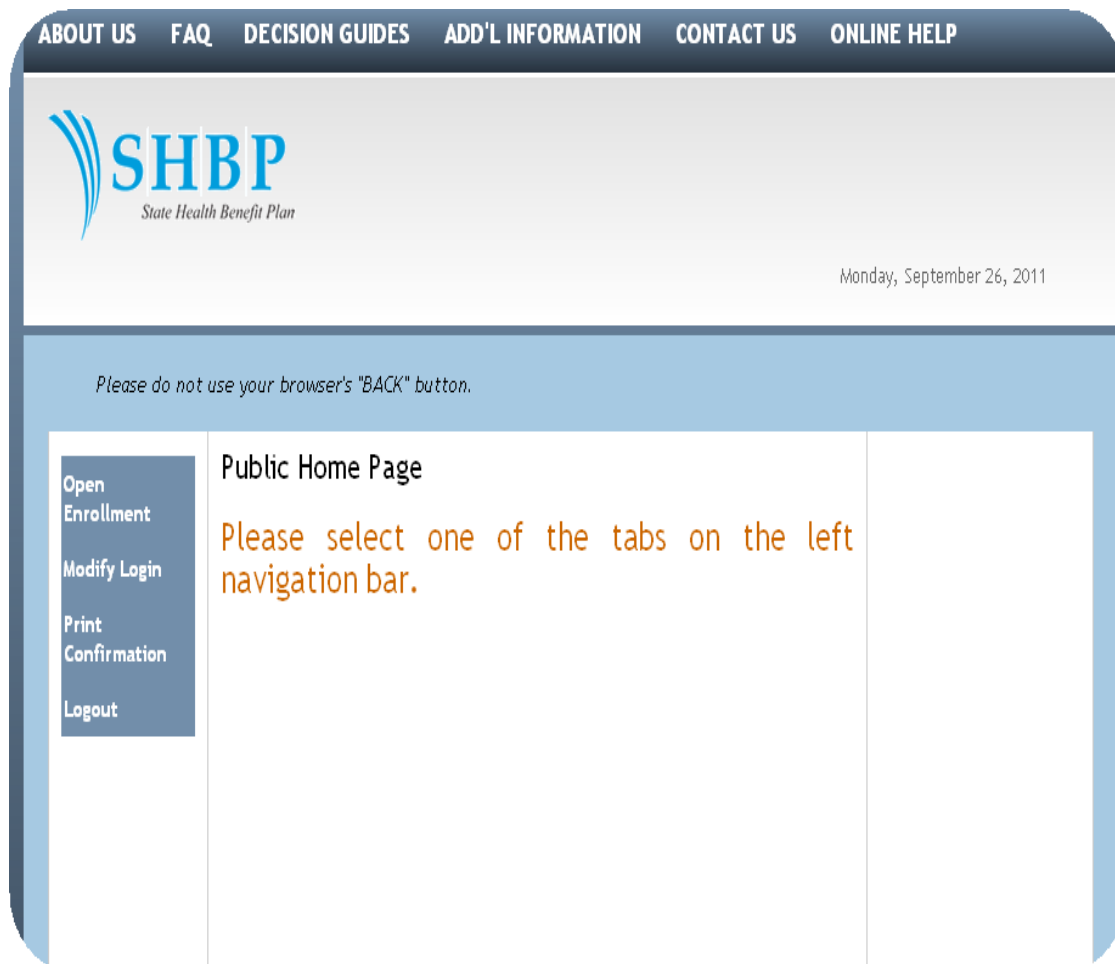 ABOUT US FAQ DECISION GUIDES ADD'L INFORMATION CONTACT US ONLINE HELP
SHBP
State Health Benefit Plan
Monday, September 26, 2011
Please do not use your browser's "BACK" button.
Open
Enrollment
Modify Login
Print
Confirmation
Logout
Public Home Page
Please select one of the tabs on the left
navigation bar.